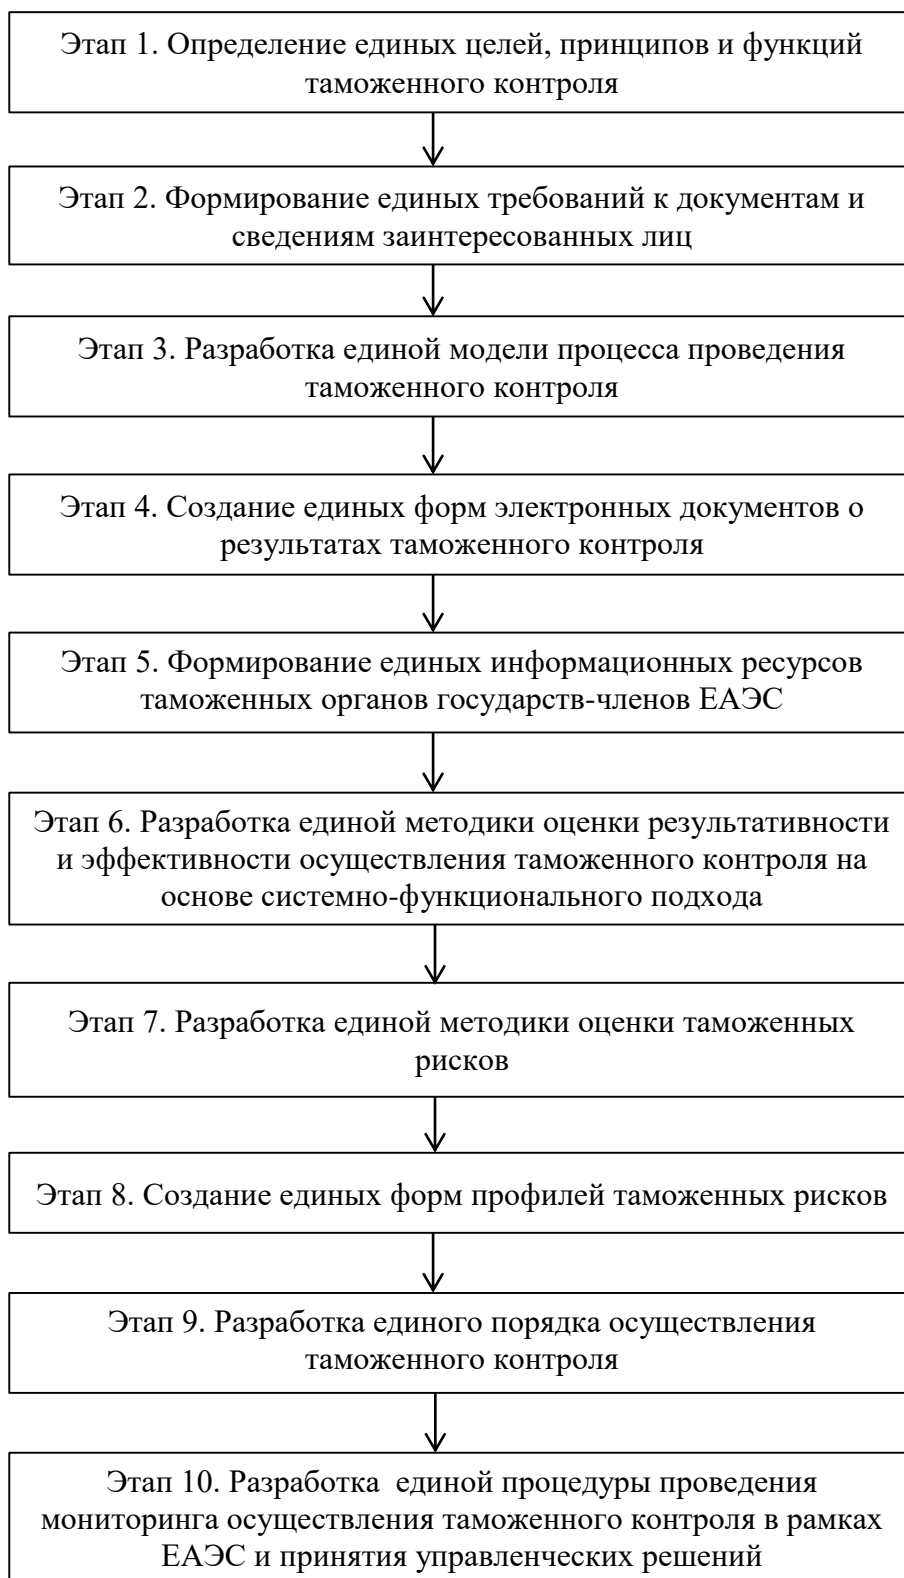 Этап 1. Определение единых целей, принципов и функций
таможенного контроля
Этап 2. Формирование единых требований к документам и
сведениям заинтересованных лиц
Этап 3. Разработка единой модели процесса проведения
таможенного контроля
Этап 4. Создание единых форм электронных документов о
результатах таможенного контроля
Этап 5. Формирование единых информационных ресурсов
таможенных органов государств-членов ЕАЭС
Этап 6. Разработка единой методики оценки результативности
и эффективности осуществления таможенного контроля на
основе системно-функционального подхода
Этап 7. Разработка единой методики оценки таможенных
рисков
Этап 8. Создание единых форм профилей таможенных рисков
Этап 9. Разработка единого порядка осуществления
таможенного контроля
Этап 10. Разработка  единой процедуры проведения
мониторинга осуществления таможенного контроля в рамках
ЕАЭС и принятия управленческих решений